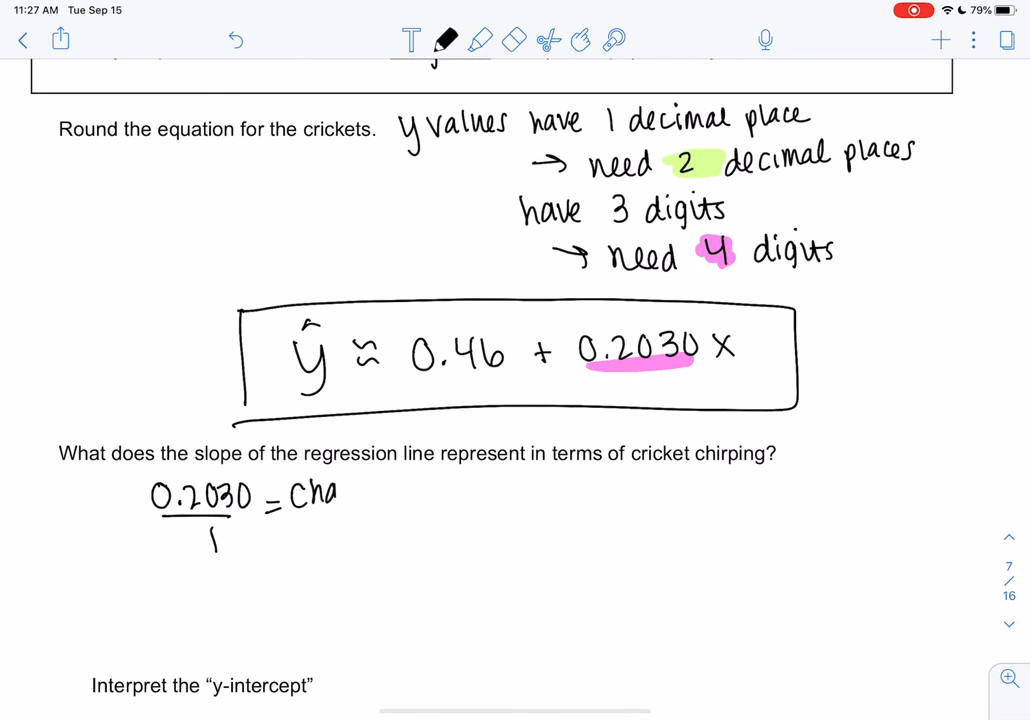 11:27 AM Tue Sep 15
79%
T
Round the equation for the crickets. y values have 1 decimal place
→ need 2 decimal places
have 3 digits
→ need 4 digits
ŷ ≈ 0.46 + 0.2030 x
What does the slope of the regression line represent in terms of cricket chirping?
0.2030 = cha
1
7
/
16
Interpret the “y-intercept”